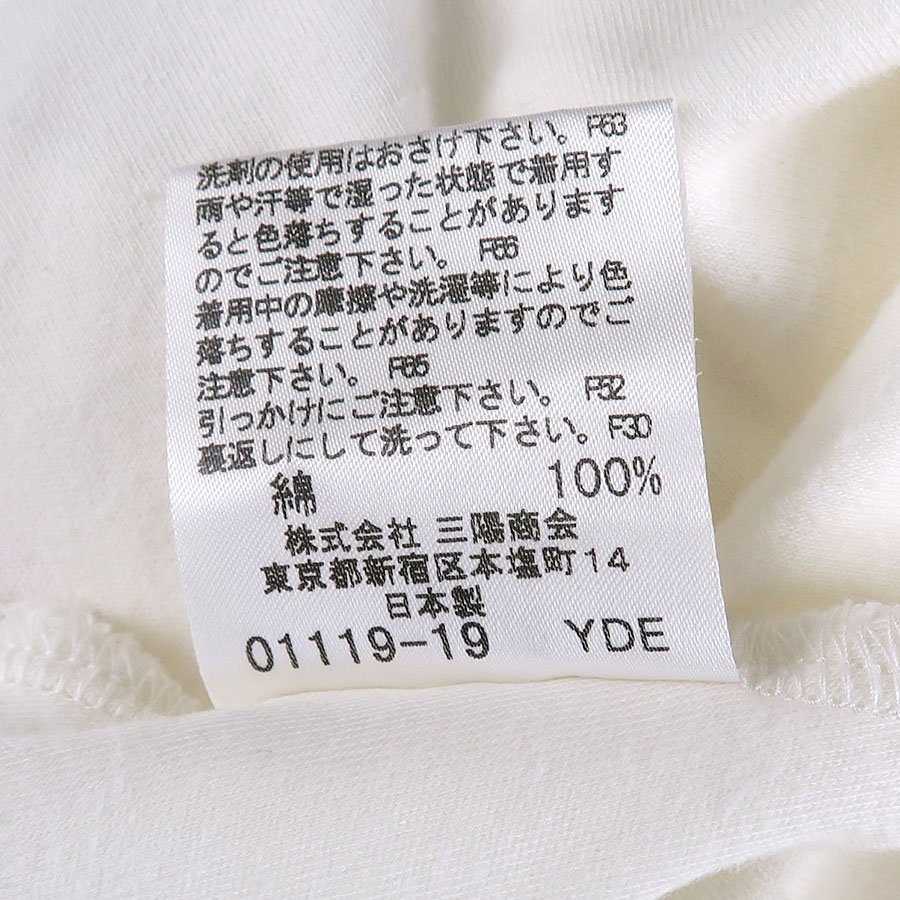 洗剤の使用はおさけ下さい。P63
雨や汗等で湿った状態で着用す
ると色落ちすることがあります
のでご注意下さい。P66
着用中の摩擦や洗濯等により色
落ちすることがありますのでご
注意下さい。P65
引っかけにご注意下さい。P52
裏返しにして洗って下さい。P30
綿 100%
株式会社 三陽商会
東京都新宿区本塩町14
日本製
01119-19 YDE